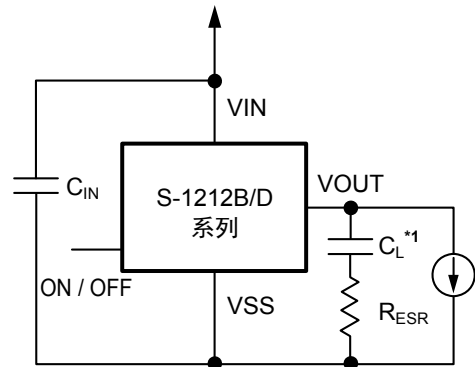 VIN
C_IN
S-1212B/D
系列
VOUT
C_L*1
ON / OFF
VSS
R_ESR